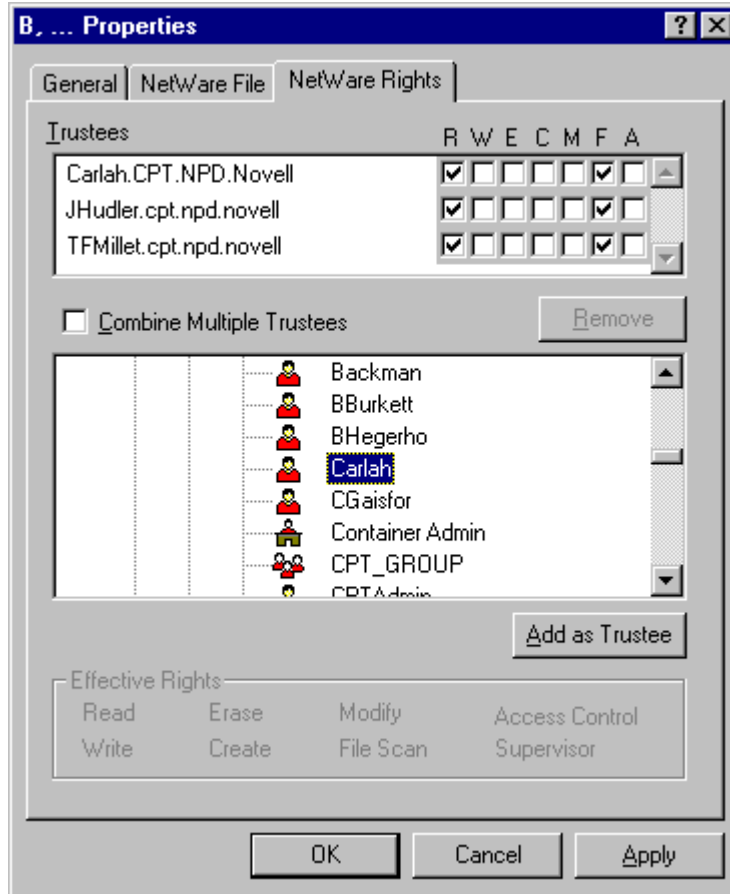 B, ... Properties
General NetWare File NetWare Rights
Trustees R W E C M F A
Carlah.CPT.NPD.Novell
JHudler.cpt.npd.novell
TFMillet.cpt.npd.novell
Combine Multiple Trustees Remove
Backman
BBurkett
BHegerho
Carlah
CGaisfor
Container Admin
CPT_GROUP
CPTAdmin
Add as Trustee
Effective Rights
Read Erase Modify Access Control
Write Create File Scan Supervisor
OK Cancel Apply